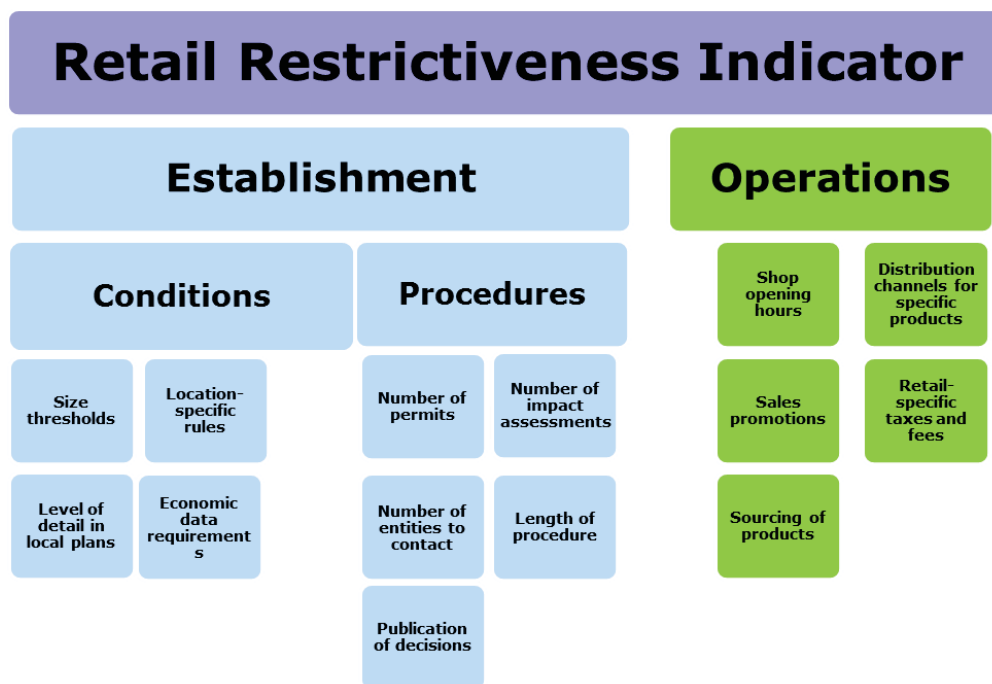 Retail Restrictiveness Indicator
Establishment
Operations
Conditions
Procedures
Shop
opening
hours
Distribution
channels for
specific
products
Size
thresholds
Location-
specific
rules
Number of
permits
Number of
impact
assessments
Sales
promotions
Retail-
specific
taxes and
fees
Level of
detail in
local plans
Economic
data
requirement
s
Number of
entities to
contact
Length of
procedure
Sourcing of
products
Publication
of decisions